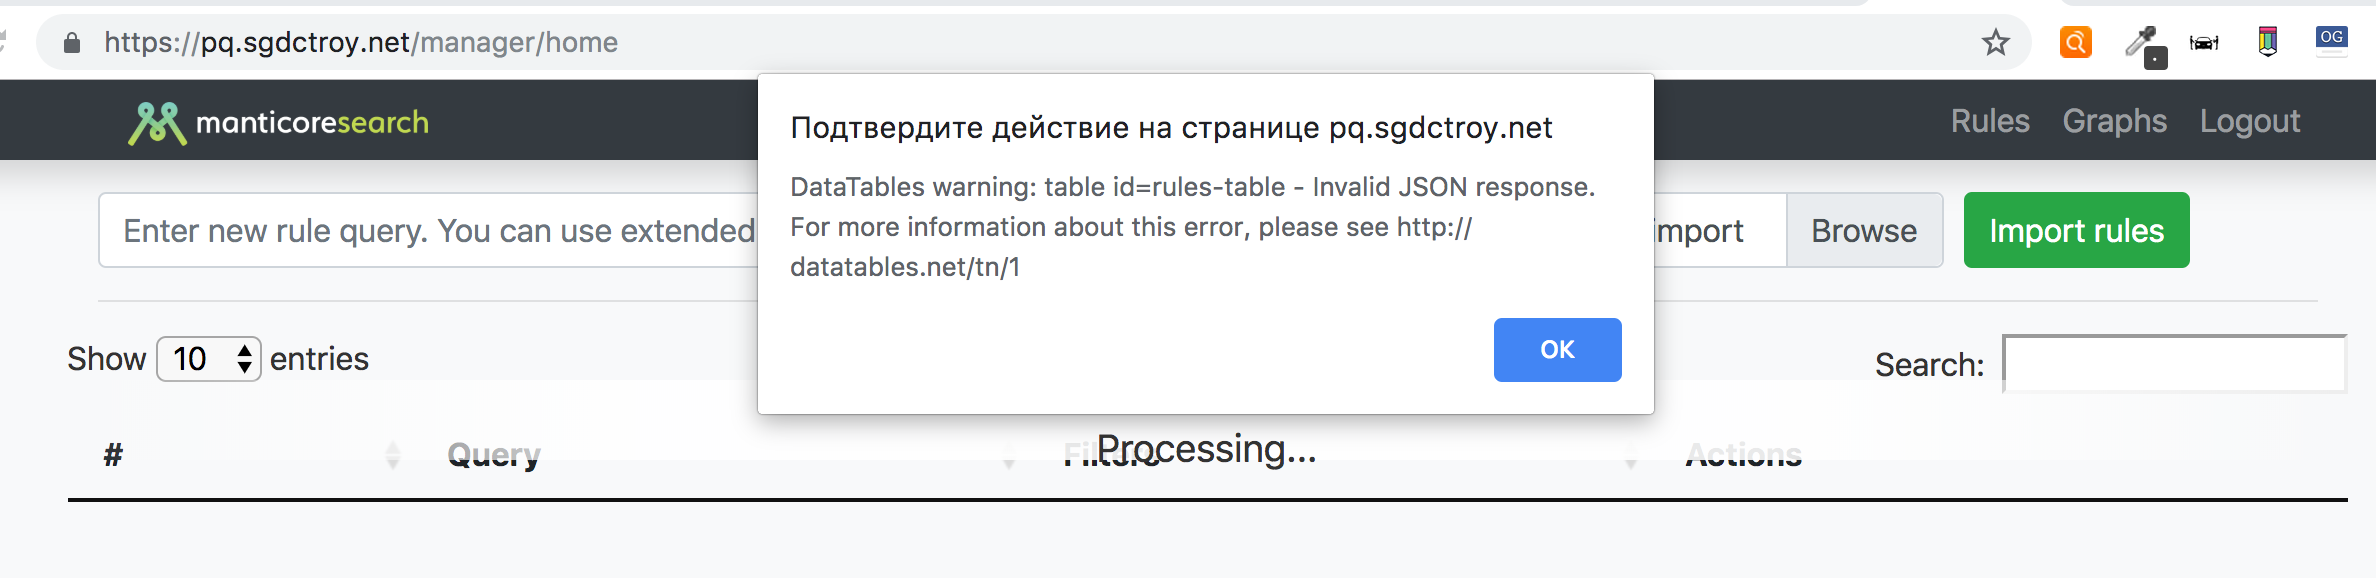 https://pq.sgdctroy.net/manager/home
OG
manticoresearch
Rules Graphs Logout
Подтвердите действие на странице pq.sgdctroy.net
DataTables warning: table id=rules-table - Invalid JSON response.
For more information about this error, please see http://
datatables.net/tn/1
OK
Enter new rule query. You can use extended
import Browse Import rules
Show 10 entries
Search:
# Query Filters Actions
Processing...